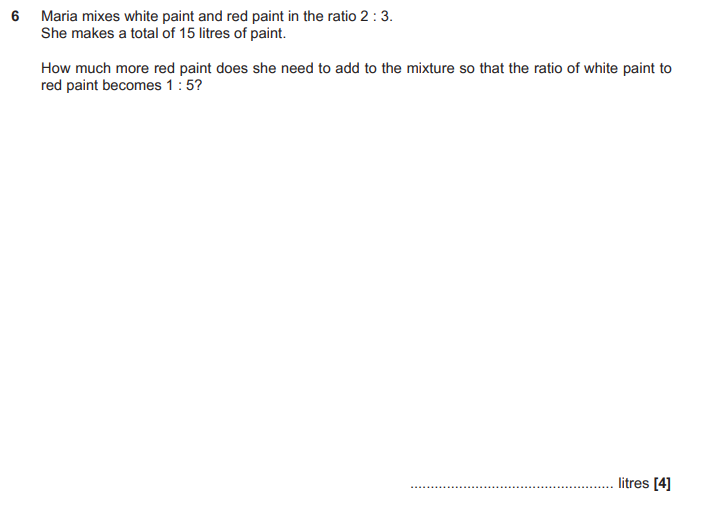 6 Maria mixes white paint and red paint in the ratio 2 : 3.
She makes a total of 15 litres of paint.
How much more red paint does she need to add to the mixture so that the ratio of white paint to
red paint becomes 1 : 5?
.................................................. litres [4]